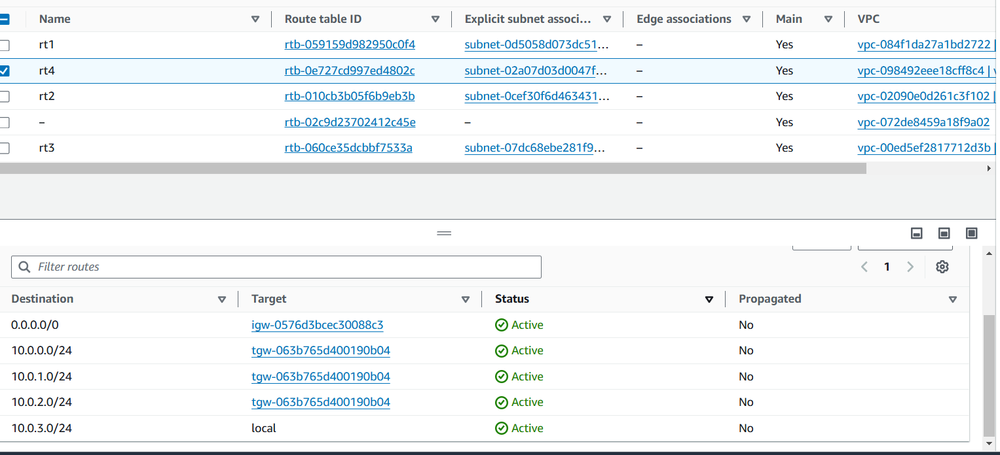 Name Route table ID Explicit subnet associ... Edge associations Main VPC
rt1 rtb-059159d982950c0f4 subnet-0d5058d073dc51... – Yes vpc-084f1da27a1bd2722 |
rt4 rtb-0e727cd997ed4802c subnet-02a07d03d0047f... – Yes vpc-098492eee18cff8c4 | v
rt2 rtb-010cb3b05f6b9eb3b subnet-0cef30f6d463431... – Yes vpc-02090e0d261c3f102 |
– rtb-02c9d23702412c45e – – Yes vpc-072de8459a18f9a02
rt3 rtb-060ce35dcbbf7533a subnet-07dc68ebe281f9... – Yes vpc-00ed5ef2817712d3b |
Filter routes 1
Destination Target Status Propagated
0.0.0.0/0 igw-0576d3bcec30088c3 Active No
10.0.0.0/24 tgw-063b765d400190b04 Active No
10.0.1.0/24 tgw-063b765d400190b04 Active No
10.0.2.0/24 tgw-063b765d400190b04 Active No
10.0.3.0/24 local Active No